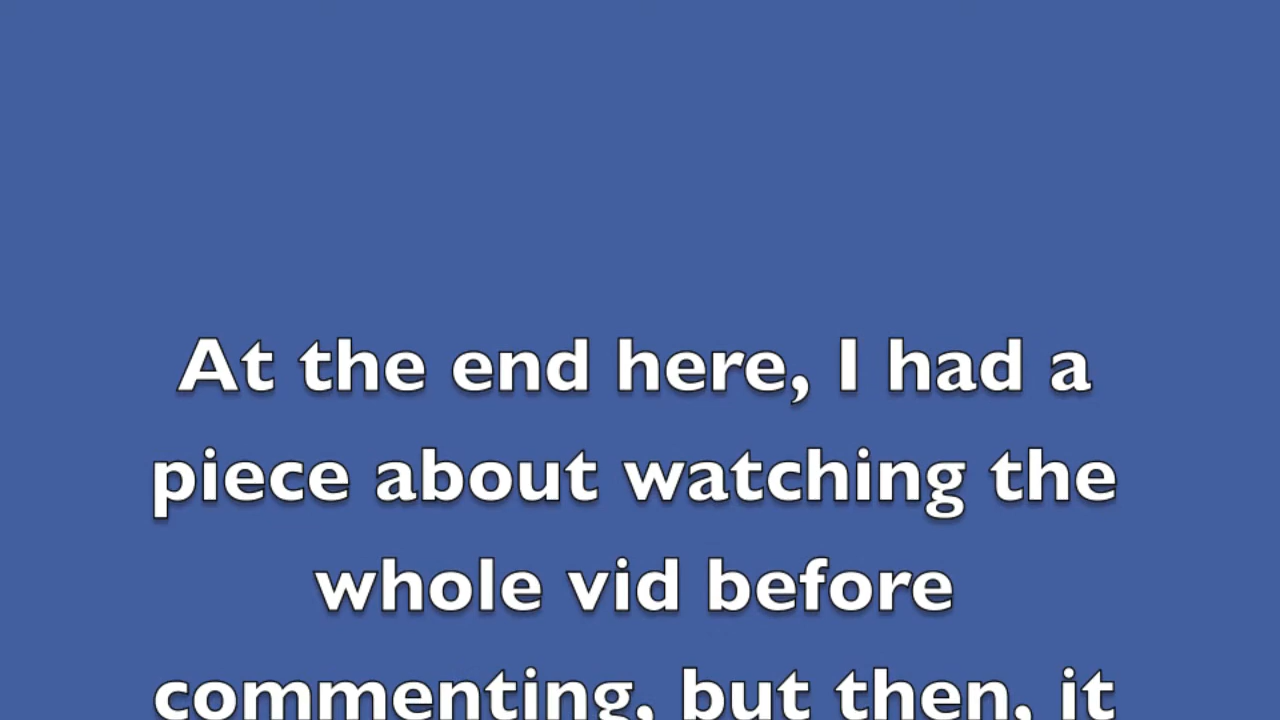 At the end here, I had a
piece about watching the
whole vid before
commenting, but then, it